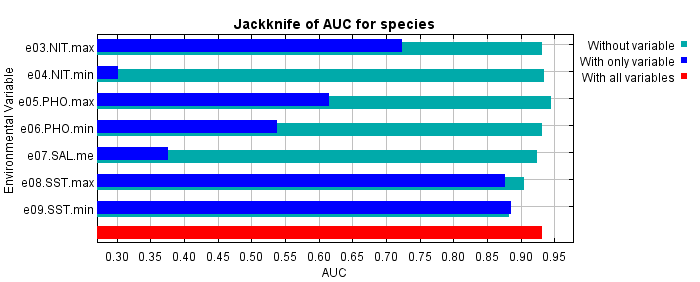 Jackknife of AUC for species
Environmental Variable
e03.NIT.max
e04.NIT.min
e05.PHO.max
e06.PHO.min
e07.SAL.me
e08.SST.max
e09.SST.min
0.30 0.35 0.40 0.45 0.50 0.55 0.60 0.65 0.70 0.75 0.80 0.85 0.90 0.95
AUC
Without variable
With only variable
With all variables